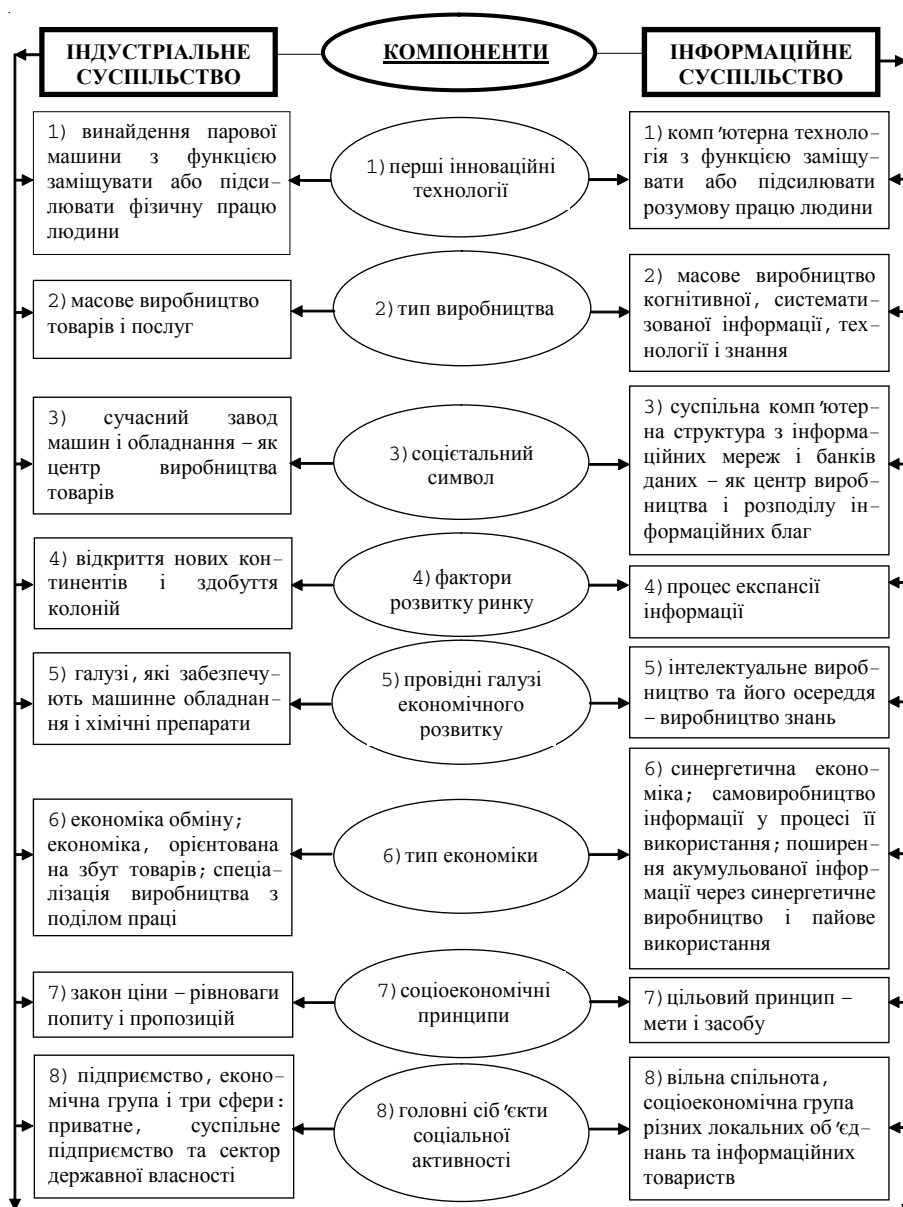 ІНДУСТРІАЛЬНЕ
СУСПІЛЬСТВО
КОМПОНЕНТИ
ІНФОРМАЦІЙНЕ
СУСПІЛЬСТВО
1) винайдення парової
машини з функцією
заміщувати або підси-
лювати фізичну працю
людини
1) перші інноваційні
технології
1) комп'ютерна техноло-
гія з функцією заміщу-
вати або підсилювати
розумову працю людини
2) масове виробництво
товарів і послуг
2) тип виробництва
2) масове виробництво
когнітивної, системати-
зованої інформації, тех-
нології і знання
3) сучасний завод
машин і обладнання – як
центр виробництва
товарів
3) соцієтальний
символ
3) суспільна комп'ютер-
на структура з інформа-
ційних мереж і банків
даних – як центр вироб-
ництва і розподілу ін-
формаційних благ
4) відкриття нових кон-
тинентів і здобуття
колоній
4) фактори
розвитку ринку
4) процес експансії
інформації
5) галузі, які забезпечу-
ють машинне обладнан-
ня і хімічні препарати
5) провідні галузі
економічного
розвитку
5) інтелектуальне вироб-
ництво та його осереддя
– виробництво знань
6) економіка обміну;
економіка, орієнтована
на збут товарів; спеціа-
лізація виробництва з
поділом праці
6) тип економіки
6) синергетична еконо-
міка; самовиробництво
інформації у процесі її
використання; поширен-
ня акумульованої інфор-
мації через синергетичне
виробництво і пайове
використання
7) закон ціни – рівноваги
попиту і пропозицій
7) соціоекономічні
принципи
7) цільовий принцип –
мети і засобу
8) підприємство, еконо-
мічна група і три сфери:
приватне, суспільне
підприємство та сектор
державної власності
8) головні сіб'єкти
соціальної
активності
8) вільна спільнота,
соціоекономічна група
різних локальних об'єд-
нань та інформаційних
товариств